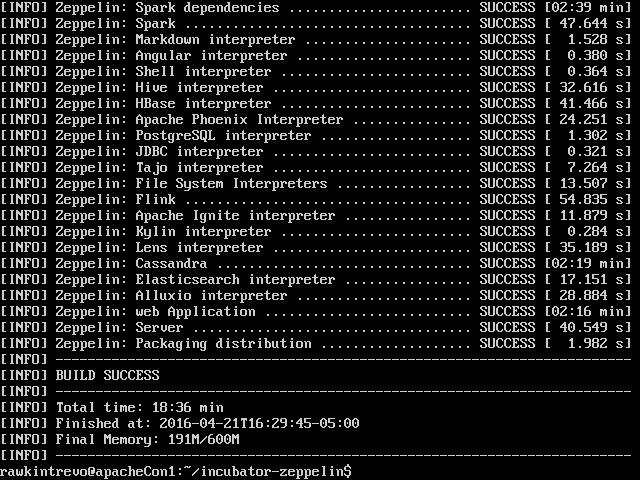 [INFO] Zeppelin: Spark dependencies ....................... SUCCESS [02:39 min]
[INFO] Zeppelin: Spark .................................... SUCCESS [ 47.644 s]
[INFO] Zeppelin: Markdown interpreter ..................... SUCCESS [  1.528 s]
[INFO] Zeppelin: Angular interpreter ...................... SUCCESS [  0.380 s]
[INFO] Zeppelin: Shell interpreter ........................ SUCCESS [  0.364 s]
[INFO] Zeppelin: Hive interpreter ......................... SUCCESS [ 32.616 s]
[INFO] Zeppelin: HBase interpreter ........................ SUCCESS [ 41.466 s]
[INFO] Zeppelin: Apache Phoenix Interpreter ............... SUCCESS [ 24.251 s]
[INFO] Zeppelin: PostgreSQL interpreter ................... SUCCESS [  1.302 s]
[INFO] Zeppelin: JDBC interpreter ......................... SUCCESS [  0.321 s]
[INFO] Zeppelin: Tajo interpreter ......................... SUCCESS [  7.264 s]
[INFO] Zeppelin: File System Interpreters ................. SUCCESS [ 13.507 s]
[INFO] Zeppelin: Flink .................................... SUCCESS [ 54.835 s]
[INFO] Zeppelin: Apache Ignite interpreter ................ SUCCESS [ 11.879 s]
[INFO] Zeppelin: Kylin interpreter ........................ SUCCESS [  0.284 s]
[INFO] Zeppelin: Lens interpreter ......................... SUCCESS [ 35.189 s]
[INFO] Zeppelin: Cassandra ................................ SUCCESS [02:19 min]
[INFO] Zeppelin: Elasticsearch interpreter ................ SUCCESS [ 17.151 s]
[INFO] Zeppelin: Alluxio interpreter ...................... SUCCESS [ 28.884 s]
[INFO] Zeppelin: web Application .......................... SUCCESS [02:16 min]
[INFO] Zeppelin: Server ................................... SUCCESS [ 40.549 s]
[INFO] Zeppelin: Packaging distribution ................... SUCCESS [  1.982 s]
[INFO] ------------------------------------------------------------------------
[INFO] BUILD SUCCESS
[INFO] ------------------------------------------------------------------------
[INFO] Total time: 18:36 min
[INFO] Finished at: 2016-04-21T16:29:45-05:00
[INFO] Final Memory: 191M/600M
[INFO] ------------------------------------------------------------------------
rawkintrevo@apacheCon1:~/incubator-zeppelin$